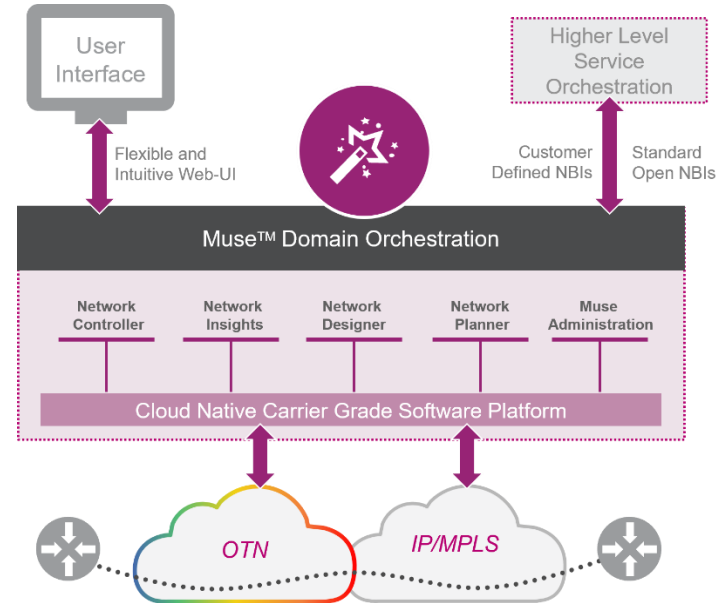 User
Interface
Higher Level
Service
Orchestration
Flexible and
Intuitive Web-UI
Customer
Defined NBIs
Standard
Open NBIs
Muse™ Domain Orchestration
Network
Controller
Network
Insights
Network
Designer
Network
Planner
Muse
Administration
Cloud Native Carrier Grade Software Platform
OTN
IP/MPLS